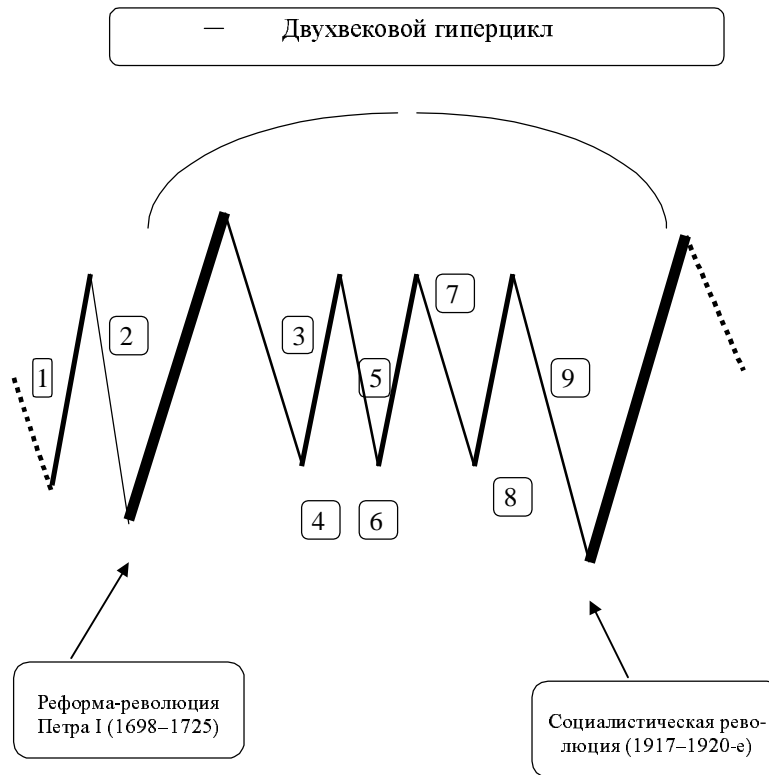 — Двухвековой гиперцикл
7
2
3
1
5
9
8
4
6
Реформа-революция
Петра I (1698–1725)
Социалистическая рево-
люция (1917–1920-е)